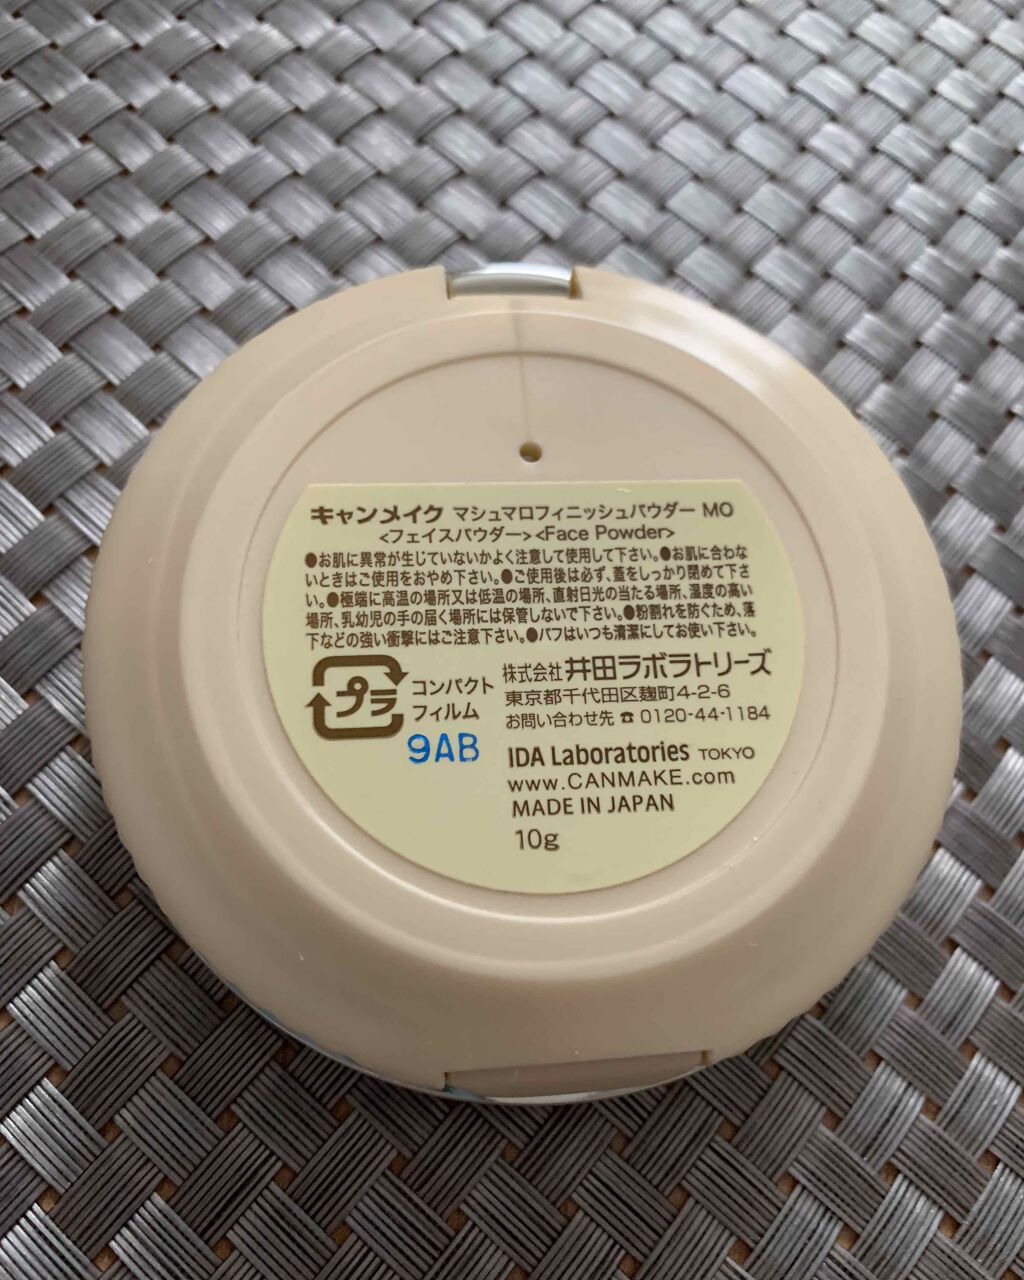 キャンメイク マシュマロフィニッシュパウダー MO
<フェイスパウダー><Face Powder>
●お肌に異常が生じていないかよく注意して使用して下さい。●お肌に合わな
いときはご使用をおやめ下さい。●ご使用後は必ず、蓋をしっかり閉めて下さ
い。●極端に高温の場所又は低温の場所、直射日光の当たる場所、湿度の高い
場所、乳幼児の手の届く場所には保管しないで下さい。●粉割れを防ぐため、落
下などの強い衝撃にはご注意下さい。●パフはいつも清潔にしてお使い下さい。
プラ
コンパクト
フィルム
9AB
株式会社 井田ラボラトリーズ
東京都千代田区麹町4-2-6
お問い合わせ先 ☎ 0120-44-1184
IDA Laboratories TOKYO
www.CANMAKE.com
MADE IN JAPAN
10g